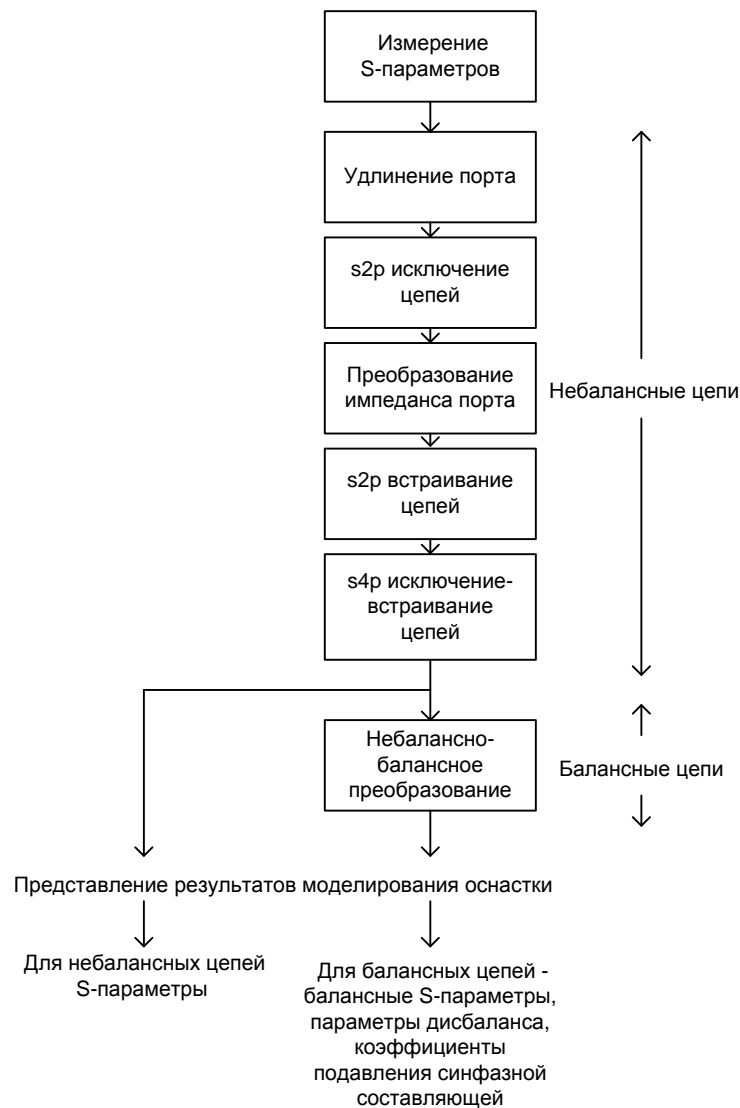 Измерение
S-параметров
Удлинение порта
s2p исключение
цепей
Преобразование
импеданса порта
Небалансные цепи
s2p встраивание
цепей
s4p исключение-
встраивание
цепей
Небалансно-
балансное
преобразование
Балансные цепи
Представление результатов моделирования оснастки
Для небалансных цепей
S-параметры
Для балансных цепей -
балансные S-параметры,
параметры дисбаланса,
коэффициенты
подавления синфазной
составляющей